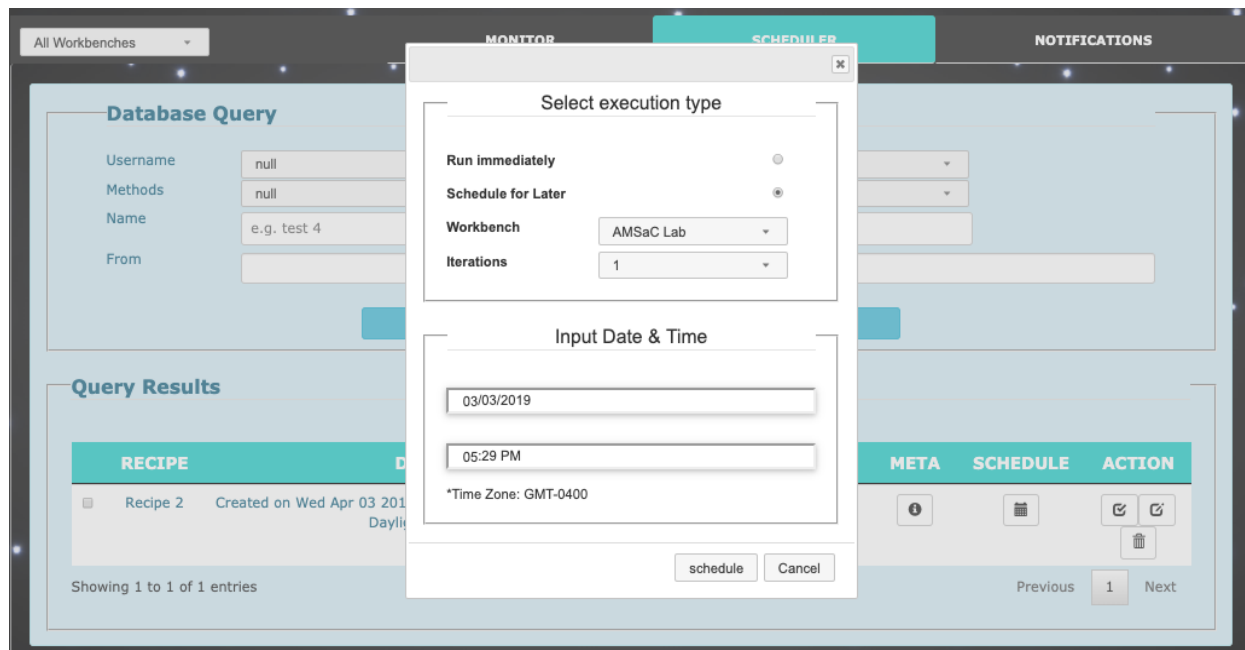 All Workbenches
MONITOR
SCHEDULER
NOTIFICATIONS
Database Query
Username null
Methods null
Name e.g. test 4
From
Select execution type
Run immediately
Schedule for Later
Workbench AMSaC Lab
Iterations 1
Input Date & Time
03/03/2019
05:29 PM
*Time Zone: GMT-0400
schedule Cancel
Query Results
RECIPE META SCHEDULE ACTION
Recipe 2 Created on Wed Apr 03
Showing 1 to 1 of 1 entries
Previous 1 Next